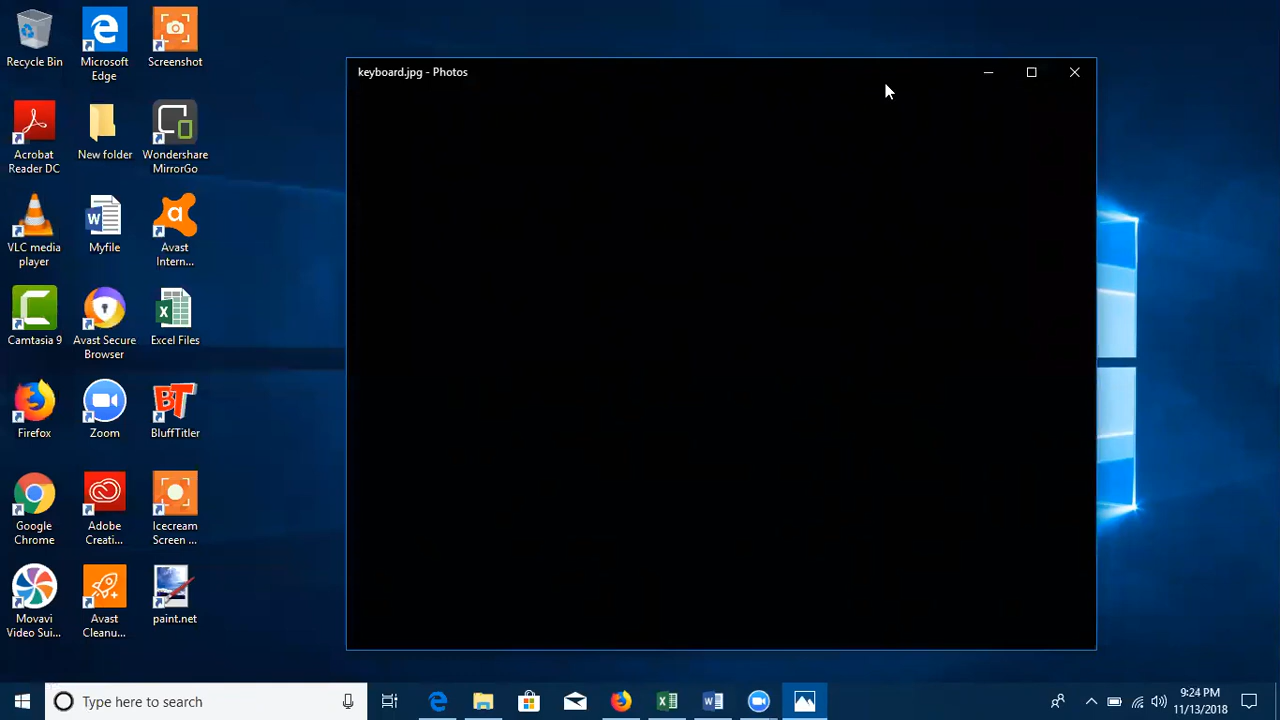 Recycle Bin
Microsoft
Edge
Screenshot
Acrobat
Reader DC
New folder
Wondershare
MirrorGo
VLC media
player
Myfile
Avast
Intern...
Camtasia 9
Avast Secure
Browser
Excel Files
Firefox
Zoom
BT
BluffTitler
Google
Chrome
Adobe
Creati...
Icecream
Screen ...
Movavi
Video Sui...
Avast
Cleanu...
paint.net
keyboard.jpg - Photos
Type here to search
9:24 PM
11/13/2018